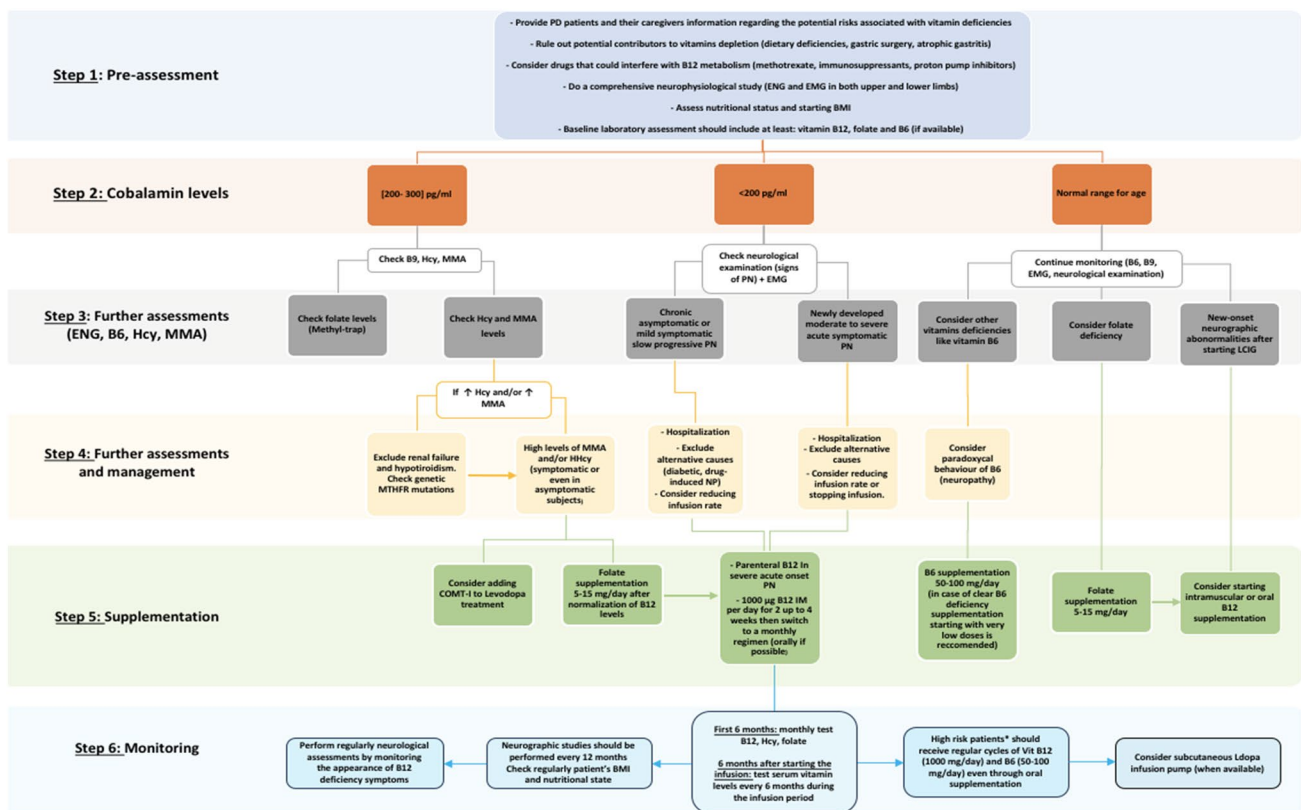 - Provide PD patients and their caregivers information regarding the potential risks associated with vitamin deficiencies
- Rule out potential contributors to vitamins depletion (dietary deficiencies, gastric surgery, atrophic gastritis)
- Consider drugs that could interfere with B12 metabolism (methotrexate, immunosuppressants, proton pump inhibitors)
- Do a comprehensive neurophysiological study (ENG and EMG in both upper and lower limbs)
- Assess nutritional status and starting BMI
- Baseline laboratory assessment should include at least: vitamin B12, folate and B6 (if available)
Step 1: Pre-assessment
Step 2: Cobalamin levels
[200- 300] pg/ml
<200 pg/ml
Normal range for age
Check B9, Hcy, MMA
Check neurological
examination (signs
of PN) + EMG
Continue monitoring (B6, B9,
EMG, neurological examination)
Step 3: Further assessments
(ENG, B6, Hcy, MMA)
Check folate levels
(Methyl-trap)
Check Hcy and MMA
levels
Chronic
asymptomatic or
mild symptomatic
slow progressive PN
Newly developed
moderate to severe
acute symptomatic
PN
Consider other
vitamins deficiencies
like vitamin B6
Consider folate
deficiency
New-onset
neurographic
abonormalities after
starting LCIG
If ↑ Hcy and/or ↑
MMA
Step 4: Further assessments
and management
Exclude renal failure
and hypotiroidism.
Check genetic
MTHFR mutations
High levels of MMA
and/or HHcy
(symptomatic or
even in
asymptomatic
subjects)
- Hospitalization
- Exclude
alternative causes
(diabetic, drug-
induced NP)
- Consider reducing
infusion rate
- Hospitalization
- Exclude alternative
causes
- Consider reducing
infusion rate or
stopping infusion.
Consider
paradoxycal
behaviour of B6
(neuropathy)
Step 5: Supplementation
Consider adding
COMT-I to Levodopa
treatment
Folate
supplementation
5-15 mg/day after
normalization of B12
levels
- Parenteral B12 In
severe acute onset
PN
- 1000 µg B12 IM
per day for 2 up to 4
weeks then switch to
a monthly
regimen (orally if
possible)
B6 supplementation
50-100 mg/day
(in case of clear B6
deficiency
supplementation
starting with very
low doses is
reccomended)
Folate
supplementation
5-15 mg/day
Consider starting
intramuscular or oral
B12
supplementation
Step 6: Monitoring
Perform regularly neurological
assessments by monitoring
the appearance of B12
deficiency symptoms
Neurographic studies should be
performed every 12 months
Check regularly patient's BMI
and nutritional state
First 6 months: monthly test
B12, Hcy, folate
6 months after starting the
infusion: test serum vitamin
levels every 6 months during
the infusion period
High risk patients* should
receive regular cycles of Vit B12
(1000 mg/day) and B6 (50-100
mg/day) even through oral
supplementation
Consider subcutaneous Ldopa
infusion pump (when available)